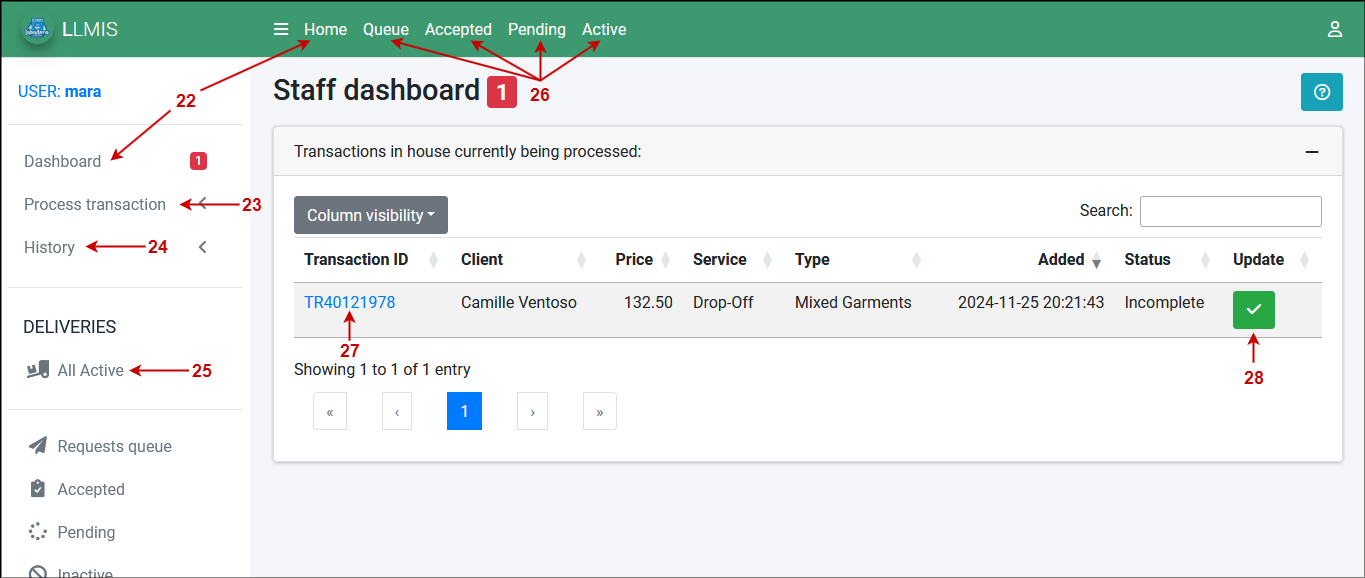 LLMIS
Home Queue Accepted Pending Active
USER: mara
22
Staff dashboard 1
26
Dashboard 1
Process transaction
23
History
24
DELIVERIES
All Active
25
Requests queue
Accepted
Pending
Inactive
Transactions in house currently being processed:
Column visibility
Search:
Transaction ID Client Price Service Type Added Status Update
TR40121978 Camille Ventoso 132.50 Drop-Off Mixed Garments 2024-11-25 20:21:43 Incomplete
27
28
Showing 1 to 1 of 1 entry
« ‹ 1 › »